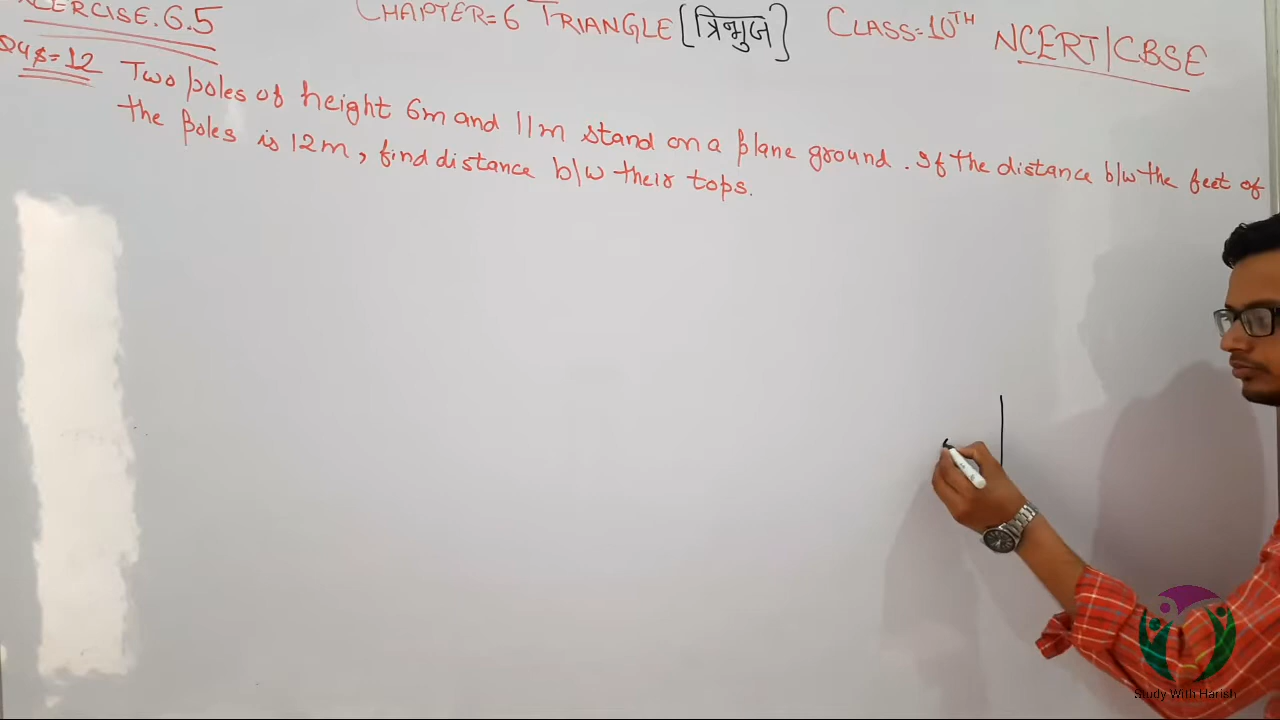 EXERCISE.6.5 CHAPTER=6 TRIANGLE [त्रिभुज] CLASS=10TH NCERT/CBSE
Qus=12 Two poles of height 6m and 11m stand on a plane ground. If the distance b/w the feet of
the poles is 12m, find distance b/w their tops.
Study With Harish